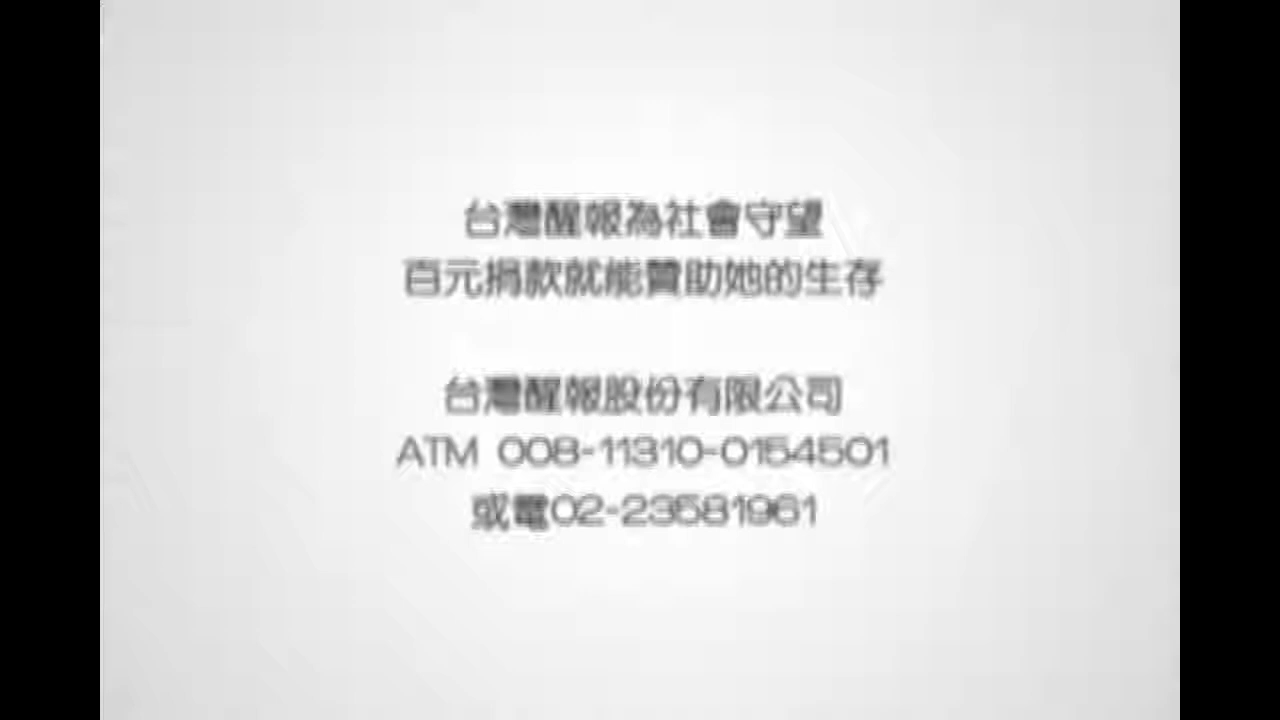 台灣醒報為社會守望
百元捐款就能贊助她的生存
台灣醒報股份有限公司
ATM 008-11310-0154501
或電02-23581961